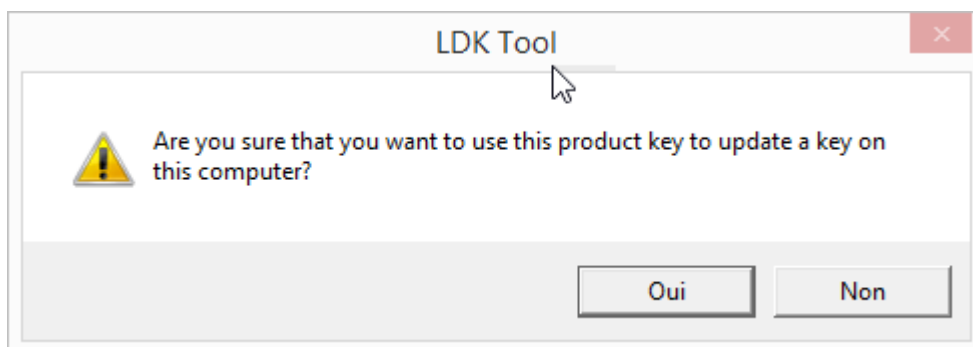 LDK Tool
Are you sure that you want to use this product key to update a key on
this computer?
Oui Non